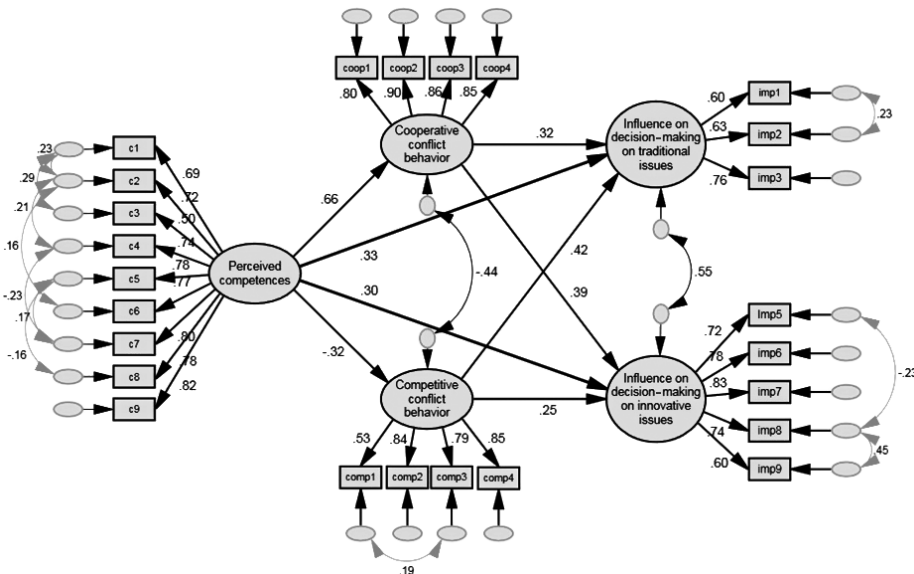 coop1 coop2 coop3 coop4
.80 .90 .86 .85
Cooperative
conflict
behavior
imp1
imp2
imp3
.60
.63
.76
.23
Influence on
decision-making
on traditional
issues
.32
c1
c2
c3
c4
c5
c6
c7
c8
c9
.23
.29
.21
.16
-.23
.17
-.16
.69
.72
.50
.74
.78
.77
.80
.78
.82
Perceived
competences
.66
.33
.30
-.32
-.44
.42
.39
.55
Competitive
conflict
behavior
.25
.53 .84 .79 .85
comp1 comp2 comp3 comp4
.19
Influence on
decision-making
on innovative
issues
.72
.78
.83
.74
.60
Imp5
imp6
imp7
imp8
imp9
-.23
.45